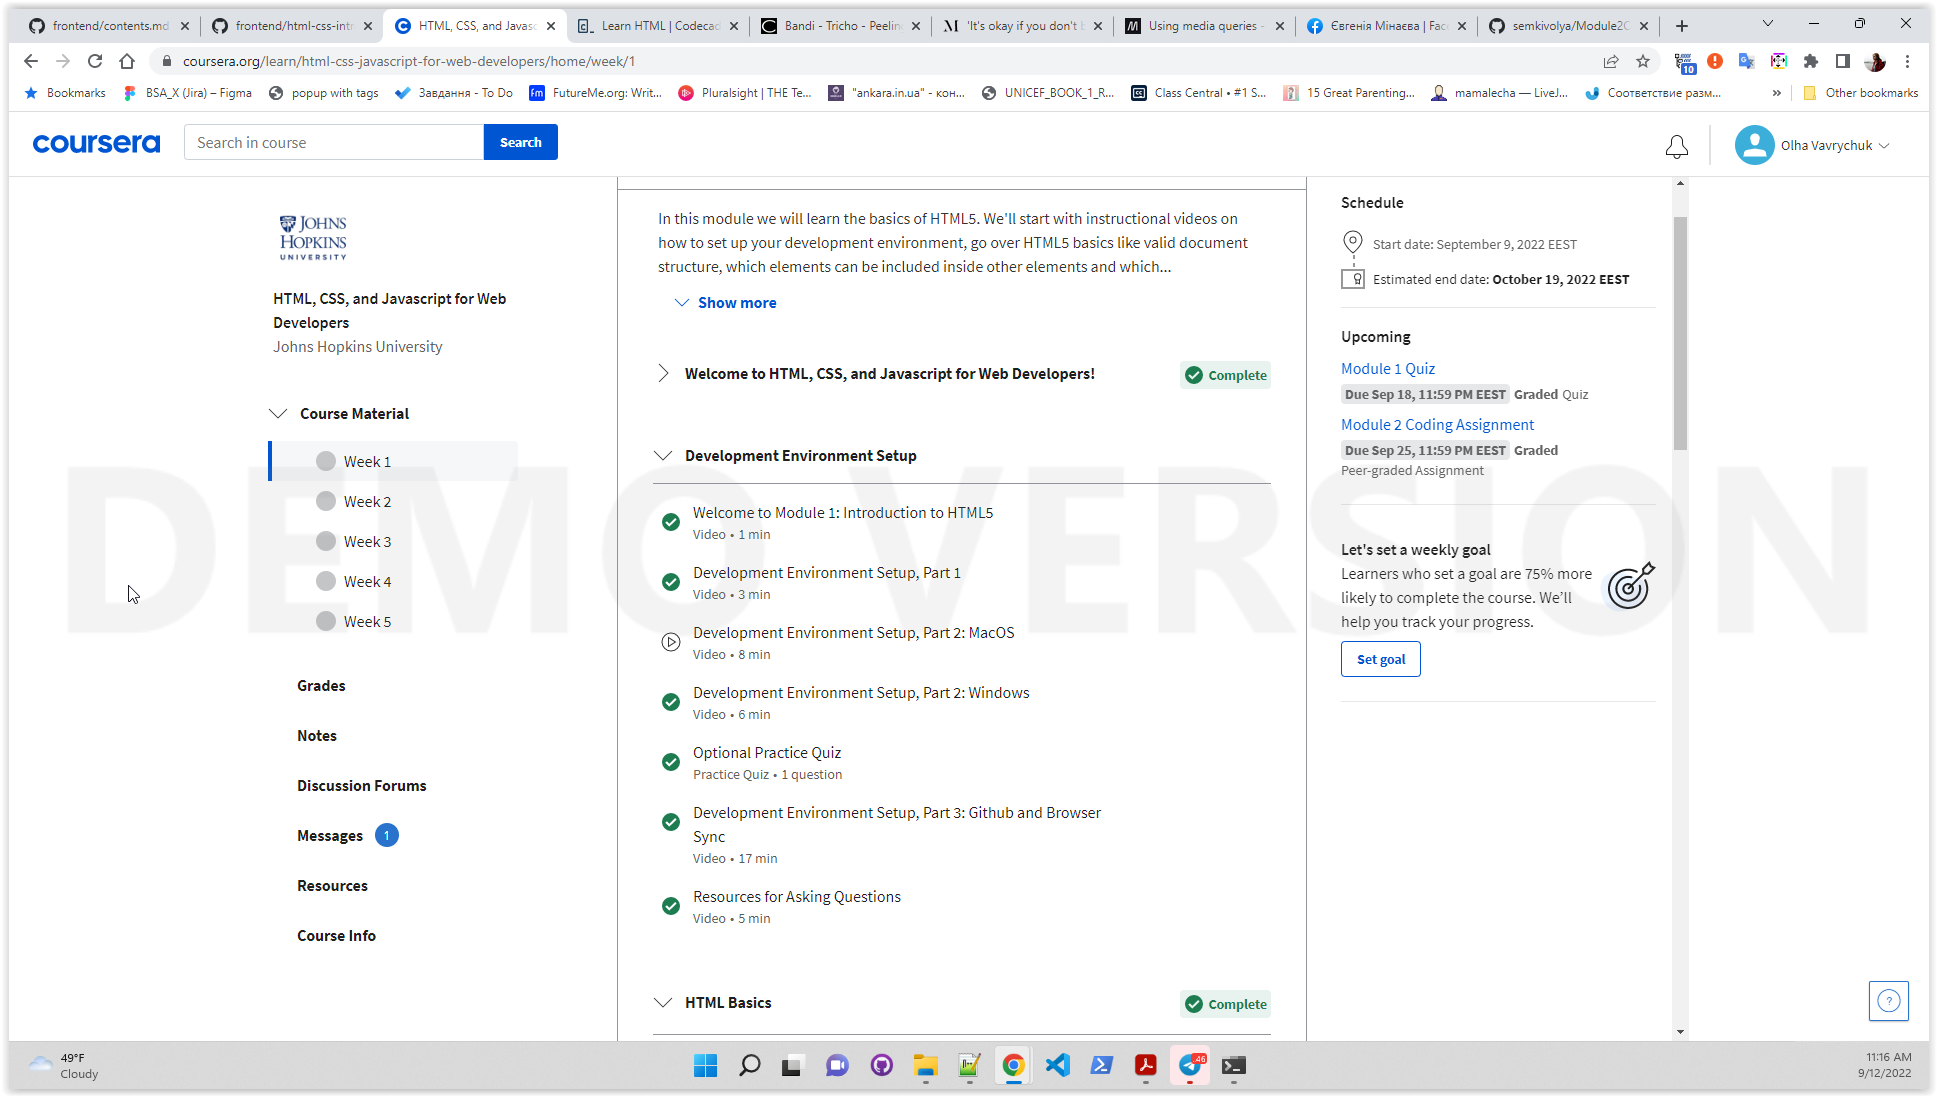 frontend/contents.md
frontend/html-css-intr
HTML, CSS, and Javasc
Learn HTML | Codecad
Bandi - Tricho - Peeling
'It's okay if you don't b
Using media queries -
Євгенія Мінаєва | Fac
semkivolya/Module2C
coursera.org/learn/html-css-javascript-for-web-developers/home/week/1
10
Bookmarks
BSA_X (Jira) – Figma
popup with tags
Завдання - To Do
FutureMe.org: Writ...
Pluralsight | THE Te...
"ankara.in.ua" - кон...
UNICEF_BOOK_1_R...
Class Central • #1 S...
15 Great Parenting...
mamalecha — LiveJ...
Соответствие разм...
»
Other bookmarks
coursera
Search in course
Search
Olha Vavrychuk
JOHNS
HOPKINS
UNIVERSITY
HTML, CSS, and Javascript for Web
Developers
Johns Hopkins University
Course Material
Week 1
Week 2
Week 3
Week 4
Week 5
Grades
Notes
Discussion Forums
Messages 1
Resources
Course Info
In this module we will learn the basics of HTML5. We'll start with instructional videos on
how to set up your development environment, go over HTML5 basics like valid document
structure, which elements can be included inside other elements and which...
Show more
Welcome to HTML, CSS, and Javascript for Web Developers!
Complete
Development Environment Setup
Welcome to Module 1: Introduction to HTML5
Video • 1 min
Development Environment Setup, Part 1
Video • 3 min
Development Environment Setup, Part 2: MacOS
Video • 8 min
Development Environment Setup, Part 2: Windows
Video • 6 min
Optional Practice Quiz
Practice Quiz • 1 question
Development Environment Setup, Part 3: Github and Browser
Sync
Video • 17 min
Resources for Asking Questions
Video • 5 min
HTML Basics
Complete
Schedule
Start date: September 9, 2022 EEST
Estimated end date: October 19, 2022 EEST
Upcoming
Module 1 Quiz
Due Sep 18, 11:59 PM EEST Graded Quiz
Module 2 Coding Assignment
Due Sep 25, 11:59 PM EEST Graded
Peer-graded Assignment
Let's set a weekly goal
Learners who set a goal are 75% more
likely to complete the course. We'll
help you track your progress.
Set goal
DEMO VERSION
?
49°F
Cloudy
46
11:16 AM
9/12/2022